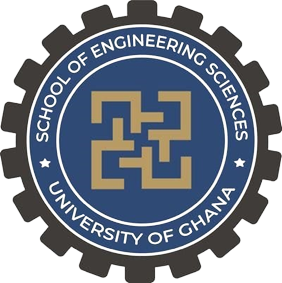 SCHOOL OF ENGINEERING SCIENCES
UNIVERSITY OF GHANA